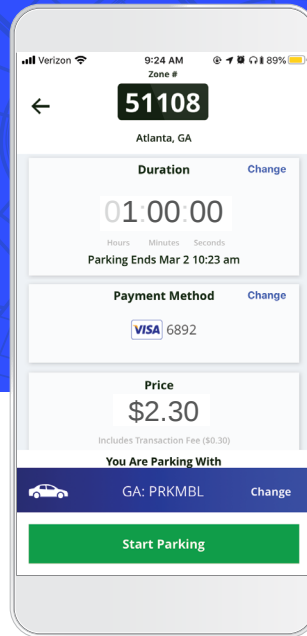 Verizon 9:24 AM 89%
Zone #
51108
Atlanta, GA
Duration Change
01:00:00
Hours Minutes Seconds
Parking Ends Mar 2 10:23 am
Payment Method Change
VISA 6892
Price
$2.30
Includes Transaction Fee ($0.30)
You Are Parking With
GA: PRKMBL Change
Start Parking